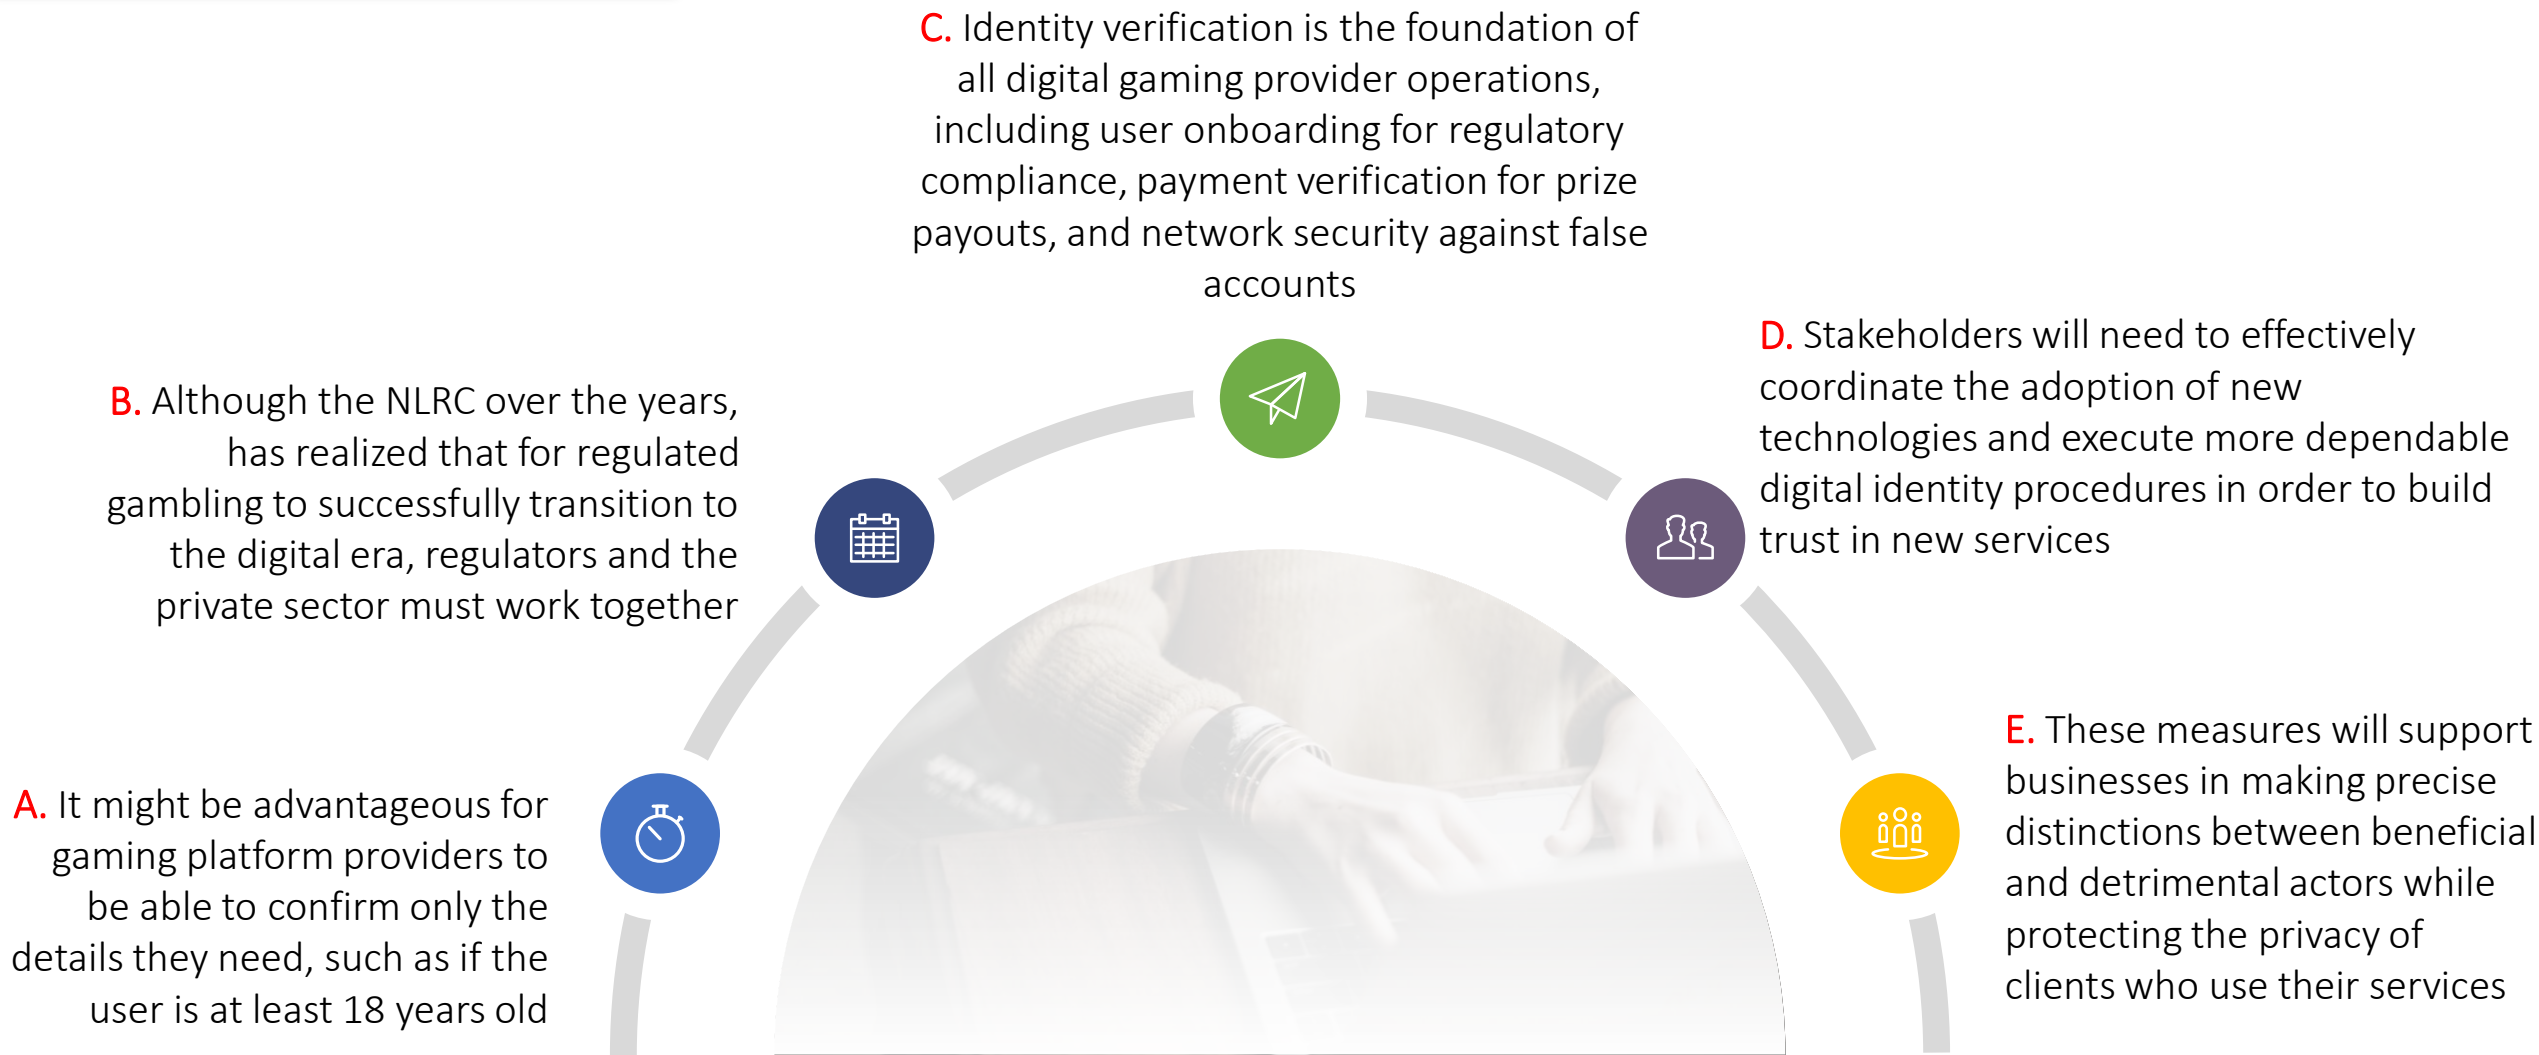 A. It might be advantageous for
gaming platform providers to
be able to confirm only the
details they need, such as if the
user is at least 18 years old
B. Although the NLRC over the years,
has realized that for regulated
gambling to successfully transition to
the digital era, regulators and the
private sector must work together
C. Identity verification is the foundation of
all digital gaming provider operations,
including user onboarding for regulatory
compliance, payment verification for prize
payouts, and network security against false
accounts
D. Stakeholders will need to effectively
coordinate the adoption of new
technologies and execute more dependable
digital identity procedures in order to build
trust in new services
E. These measures will support
businesses in making precise
distinctions between beneficial
and detrimental actors while
protecting the privacy of
clients who use their services